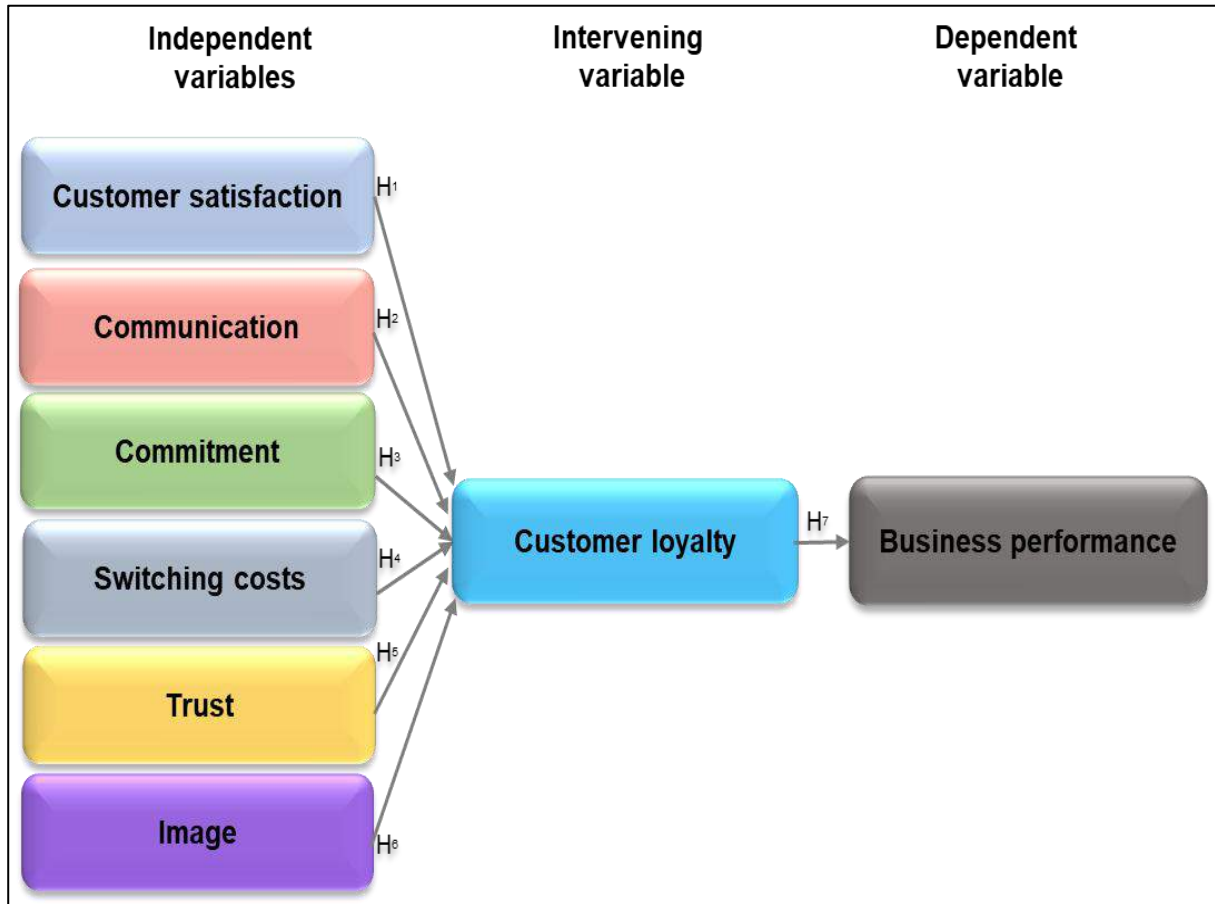 Independent
variables
Intervening
variable
Dependent
variable
Customer satisfaction
H1
Communication
H2
Commitment
H3
Switching costs
H4
Trust
H5
Image
H6
Customer loyalty
H7
Business performance